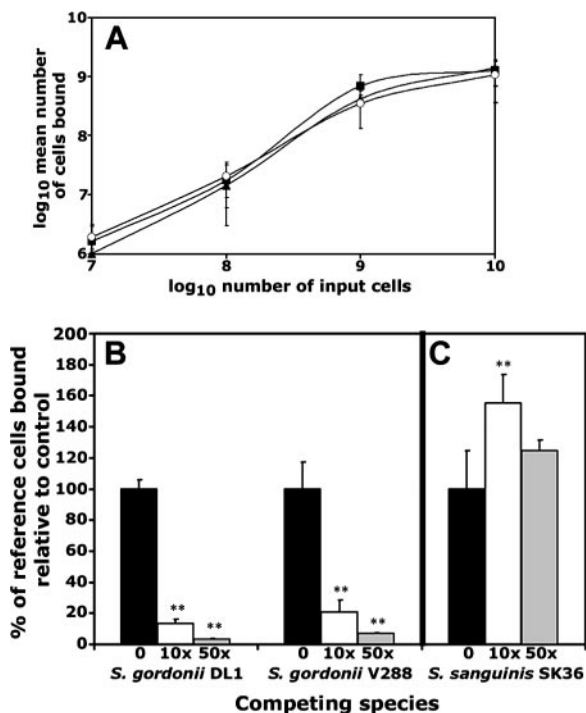 A
log10 mean number
of cells bound
10
9
8
7
6
7 8 9 10
log10 number of input cells
B
C
% of reference cells bound
relative to control
200
180
160
140
120
100
80
60
40
20
0
** ** ** ** **
0 10x 50x 0 10x 50x 0 10x 50x
S. gordonii DL1 S. gordonii V288 S. sanguinis SK36
Competing species